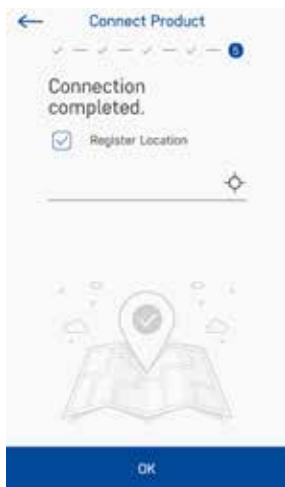 Connect Product
5
Connection
completed.
Register Location
OK